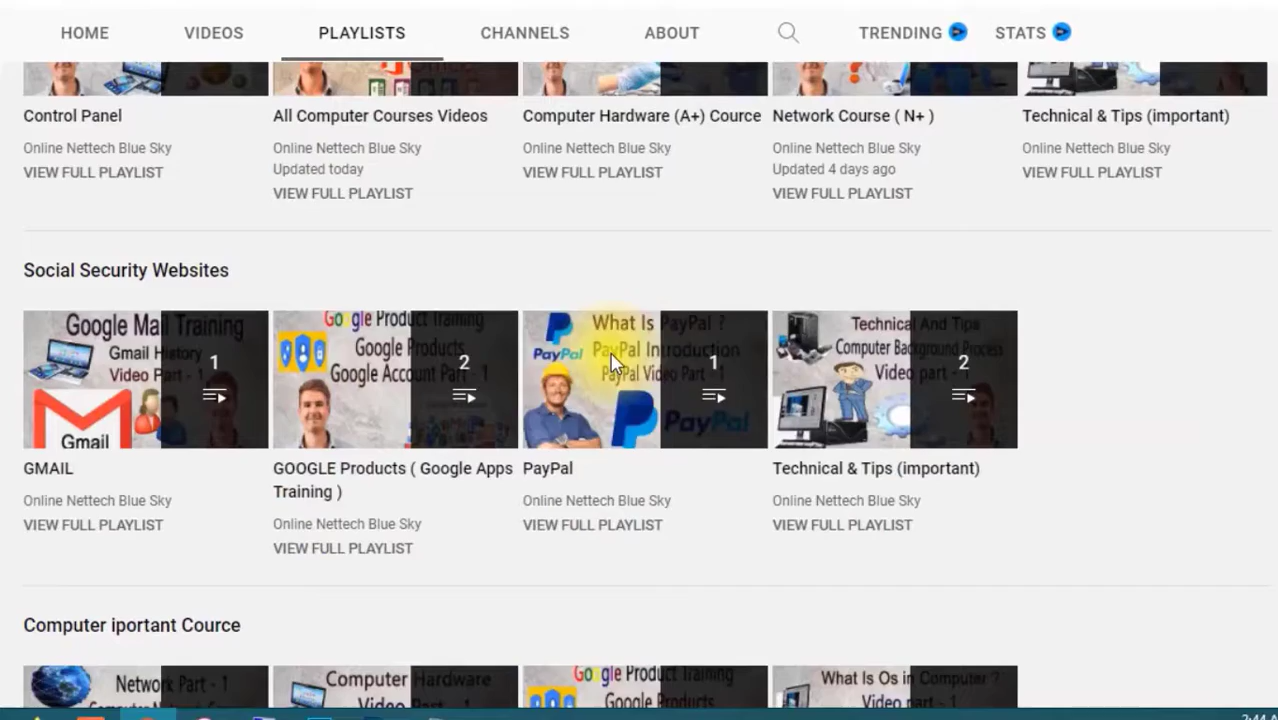 HOME VIDEOS PLAYLISTS CHANNELS ABOUT TRENDING STATS
Control Panel
Online Nettech Blue Sky
VIEW FULL PLAYLIST
All Computer Courses Videos
Online Nettech Blue Sky
Updated today
VIEW FULL PLAYLIST
Computer Hardware (A+) Cource
Online Nettech Blue Sky
VIEW FULL PLAYLIST
Network Course ( N+ )
Online Nettech Blue Sky
Updated 4 days ago
VIEW FULL PLAYLIST
Technical & Tips (important)
Online Nettech Blue Sky
VIEW FULL PLAYLIST
Social Security Websites
Google Mail Training
Gmail History
Video Part - 1
Gmail
1
GMAIL
Online Nettech Blue Sky
VIEW FULL PLAYLIST
Google Product Training
Google Products
Google Account Part - 1
2
GOOGLE Products ( Google Apps
Training )
Online Nettech Blue Sky
VIEW FULL PLAYLIST
What Is PayPal ?
PayPal Introduction
PayPal Video Part - 1
PayPal
PayPal
1
PayPal
Online Nettech Blue Sky
VIEW FULL PLAYLIST
Technical And Tips
Computer Background Process
Video part - 1
2
Technical & Tips (important)
Online Nettech Blue Sky
VIEW FULL PLAYLIST
Computer iportant Cource
Network Part - 1
Computer Hardware
Google Product Training
Google Products
What Is Os in Computer ?